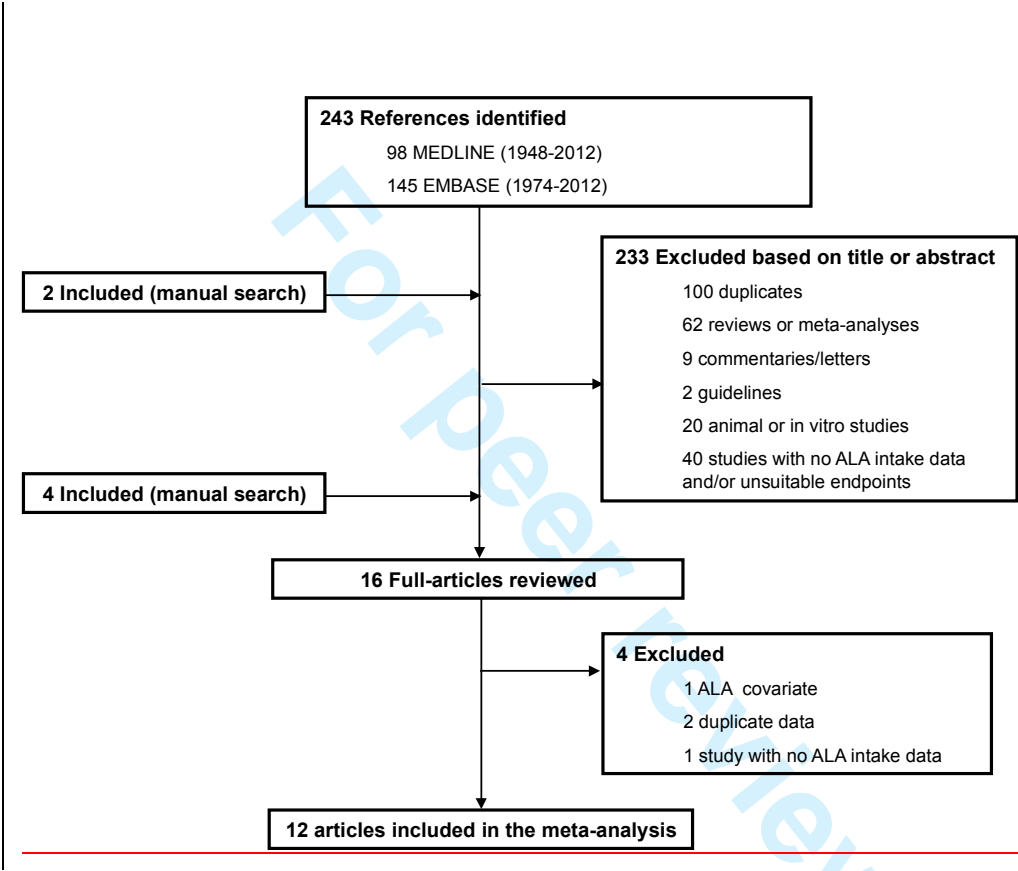 243 References identified
98 MEDLINE (1948-2012)
145 EMBASE (1974-2012)
2 Included (manual search)
233 Excluded based on title or abstract
100 duplicates
62 reviews or meta-analyses
9 commentaries/letters
2 guidelines
20 animal or in vitro studies
40 studies with no ALA intake data
and/or unsuitable endpoints
4 Included (manual search)
16 Full-articles reviewed
4 Excluded
1 ALA covariate
2 duplicate data
1 study with no ALA intake data
12 articles included in the meta-analysis
For peer review